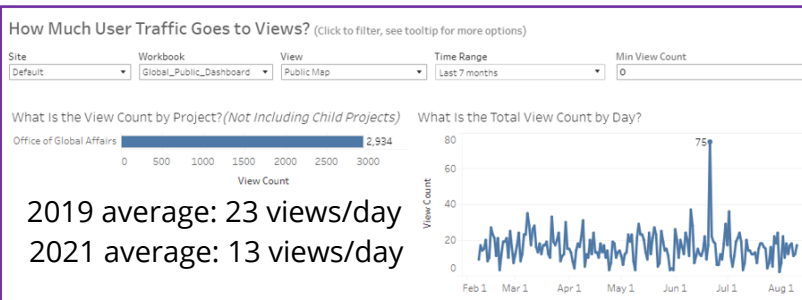 How Much User Traffic Goes to Views? (Click to filter, see tooltip for more options)
Site Workbook View Time Range Min View Count
Default Global_Public_Dashboard Public Map Last 7 months 0
What Is the View Count by Project?(Not Including Child Projects)
Office of Global Affairs 2,934
0 500 1000 1500 2000 2500 3000
View Count
2019 average: 23 views/day
2021 average: 13 views/day
What Is the Total View Count by Day?
80
60
40
20
0
View Count
75
Feb 1 Mar 1 Apr 1 May 1 Jun 1 Jul 1 Aug 1